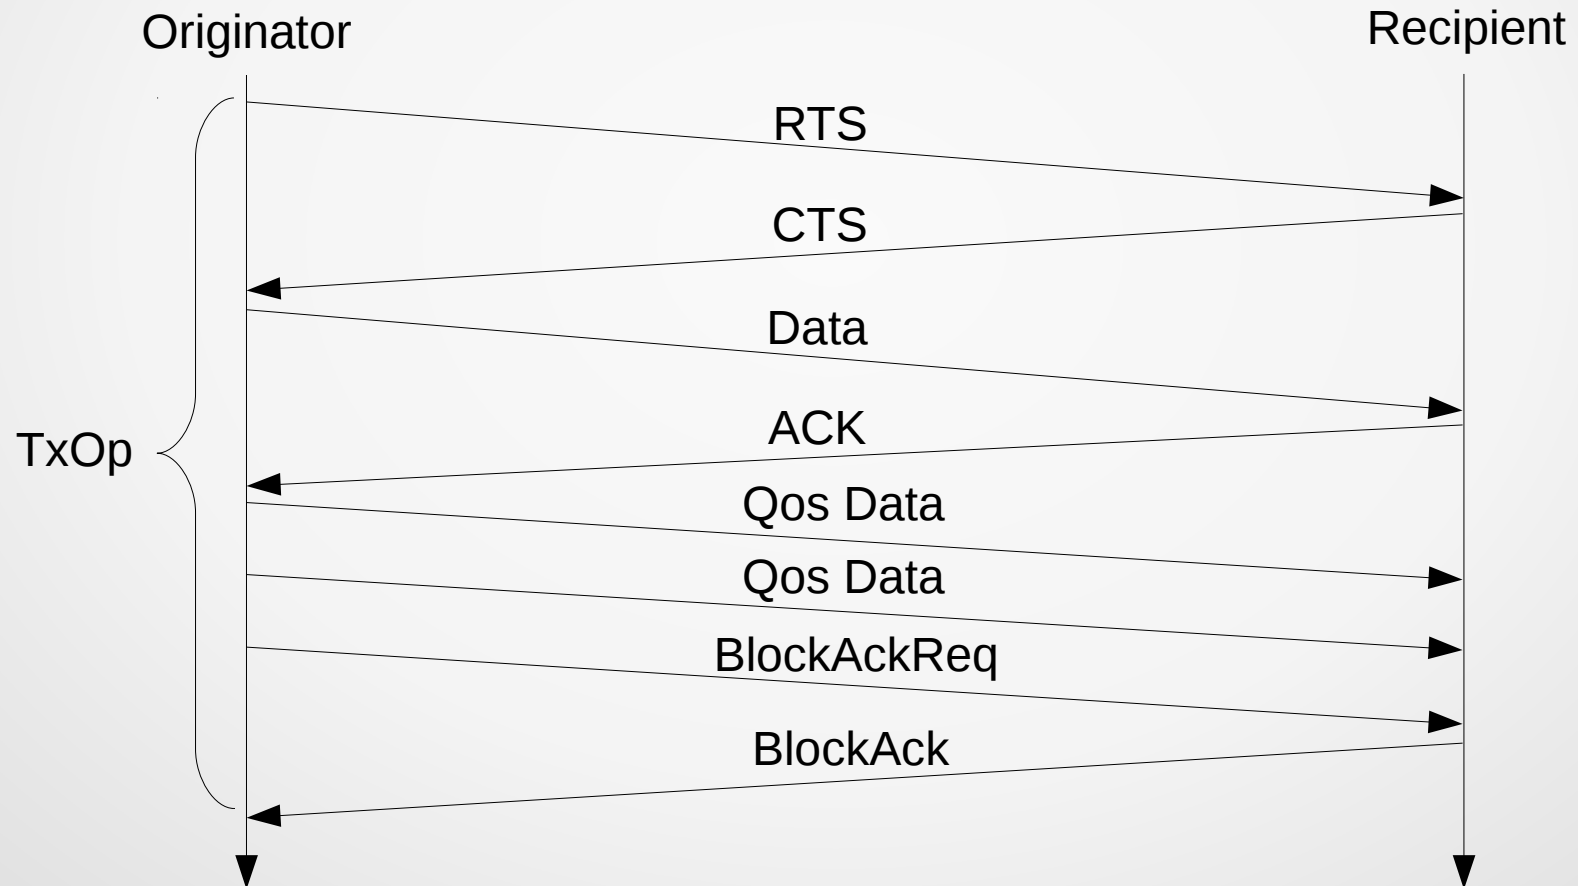 Originator
Recipient
RTS
CTS
Data
ACK
TxOp
Qos Data
Qos Data
BlockAckReq
BlockAck